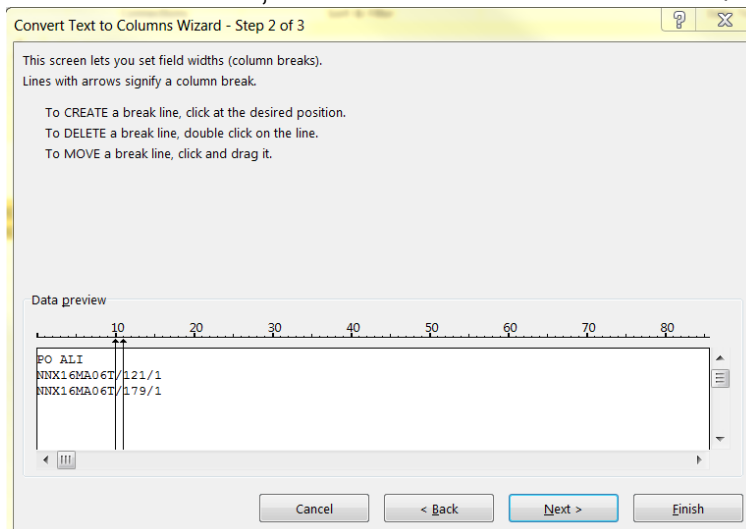 Convert Text to Columns Wizard - Step 2 of 3
This screen lets you set field widths (column breaks).
Lines with arrows signify a column break.
To CREATE a break line, click at the desired position.
To DELETE a break line, double click on the line.
To MOVE a break line, click and drag it.
Data preview
10 20 30 40 50 60 70 80
PO ALI
NNX16MA06T/121/1
NNX16MA06T/179/1
Cancel < Back Next > Finish